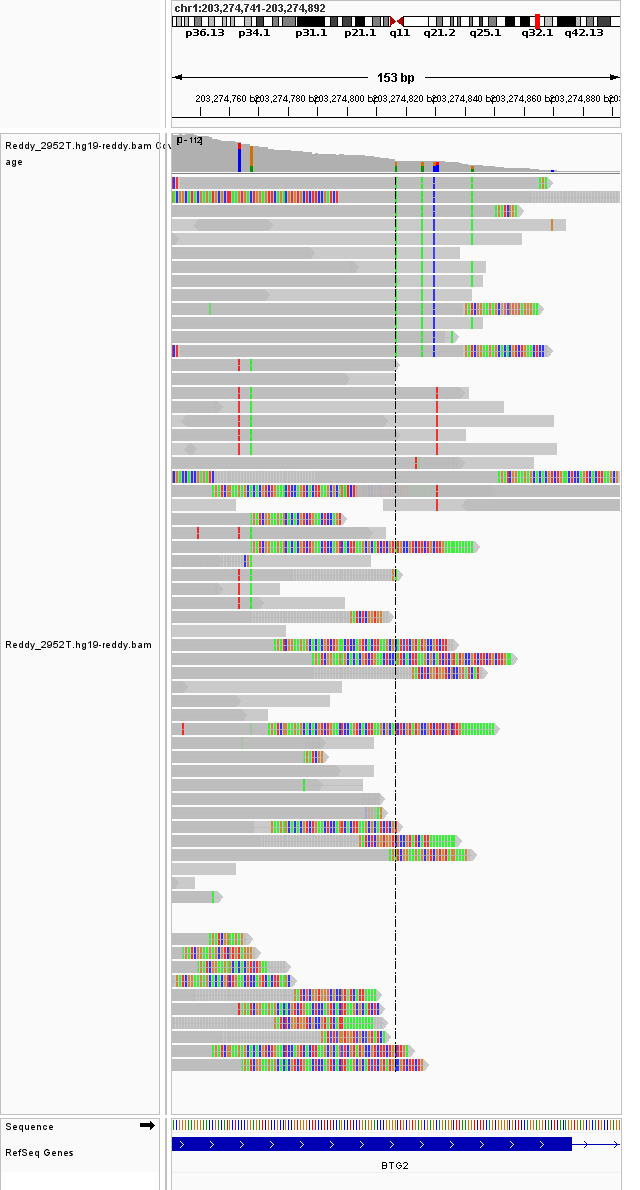 chr1:203,274,741-203,274,892
p36.13 p34.1 p31.1 p21.1 q11 q21.2 q25.1 q32.1 q42.13
153 bp
203,274,760 bp 203,274,780 bp 203,274,800 bp 203,274,820 bp 203,274,840 bp 203,274,860 bp 203,274,880 bp
Reddy_2952T.hg19-reddy.bam Cov
age
[0 - 112]
Reddy_2952T.hg19-reddy.bam
Sequence
RefSeq Genes
BTG2